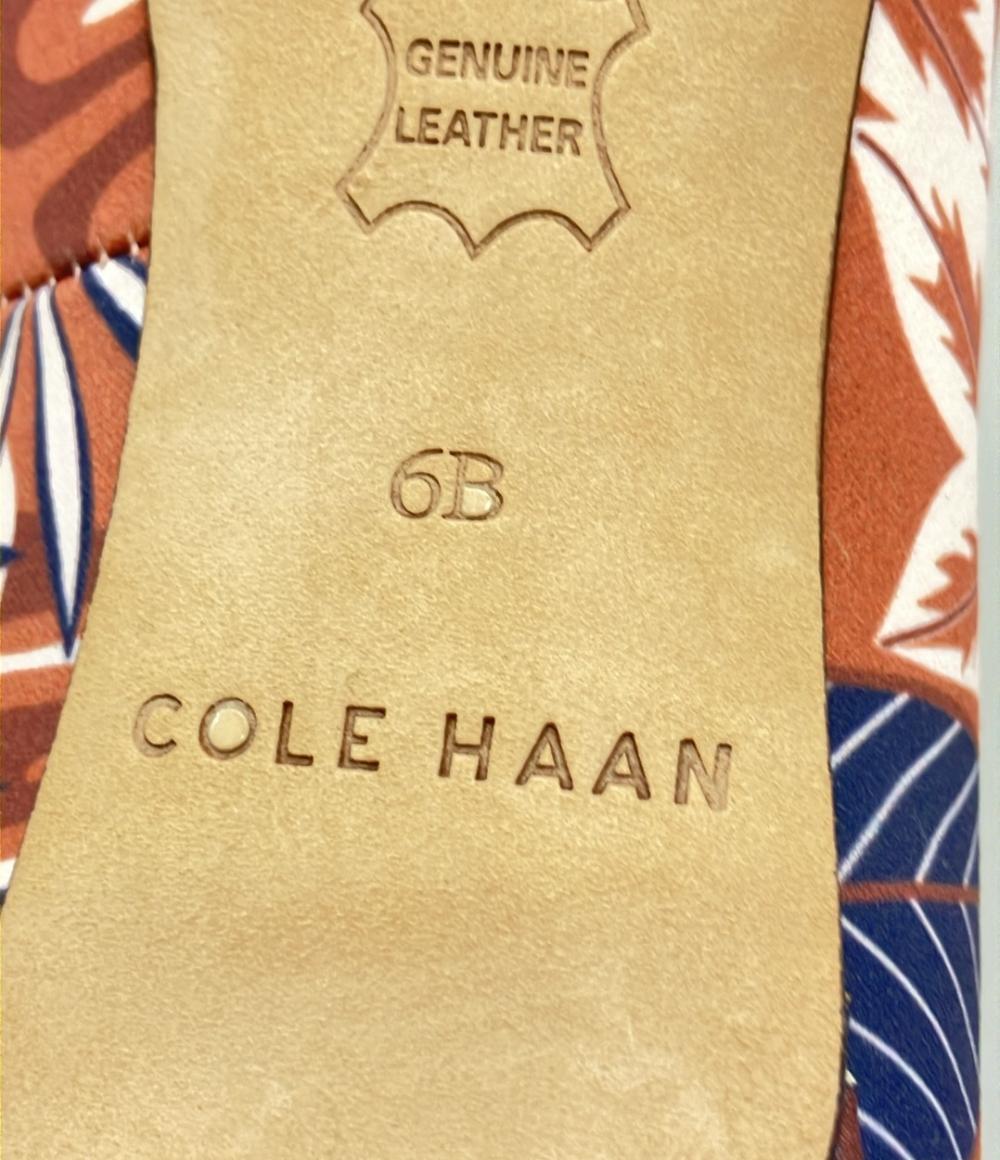 GENUINE
LEATHER
6B
COLE HAAN